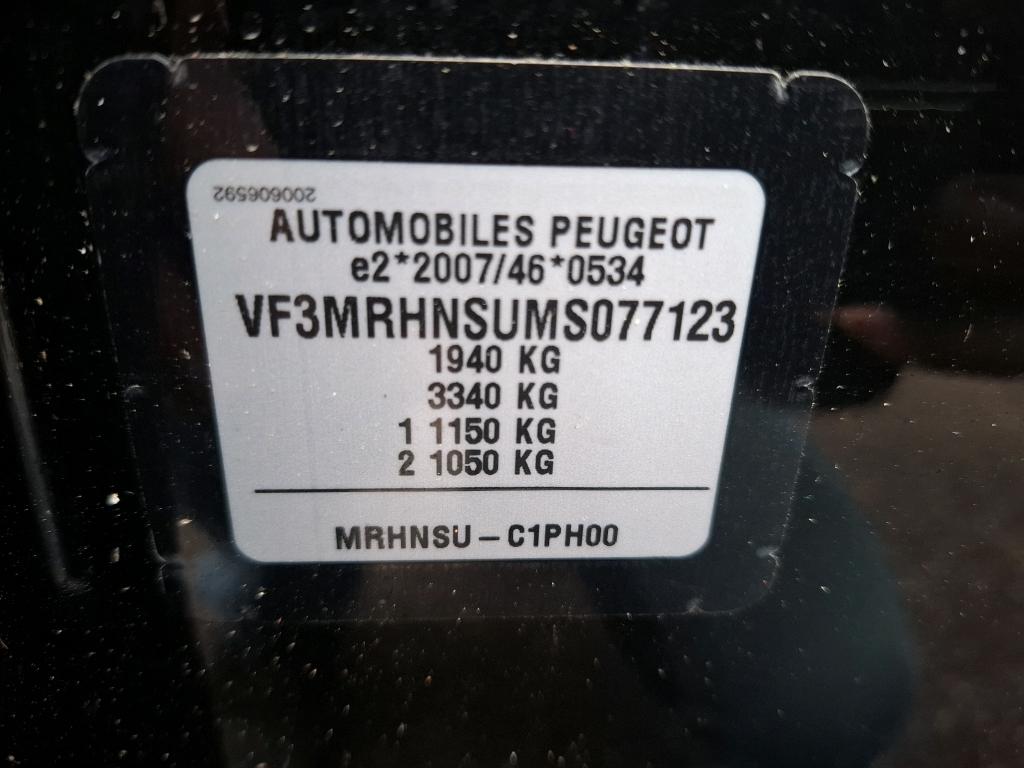 200606592
AUTOMOBILES PEUGEOT
e2*2007/46*0534
VF3MRHNSUMS077123
1940 KG
3340 KG
1 1150 KG
2 1050 KG
MRHNSU – C1PH00